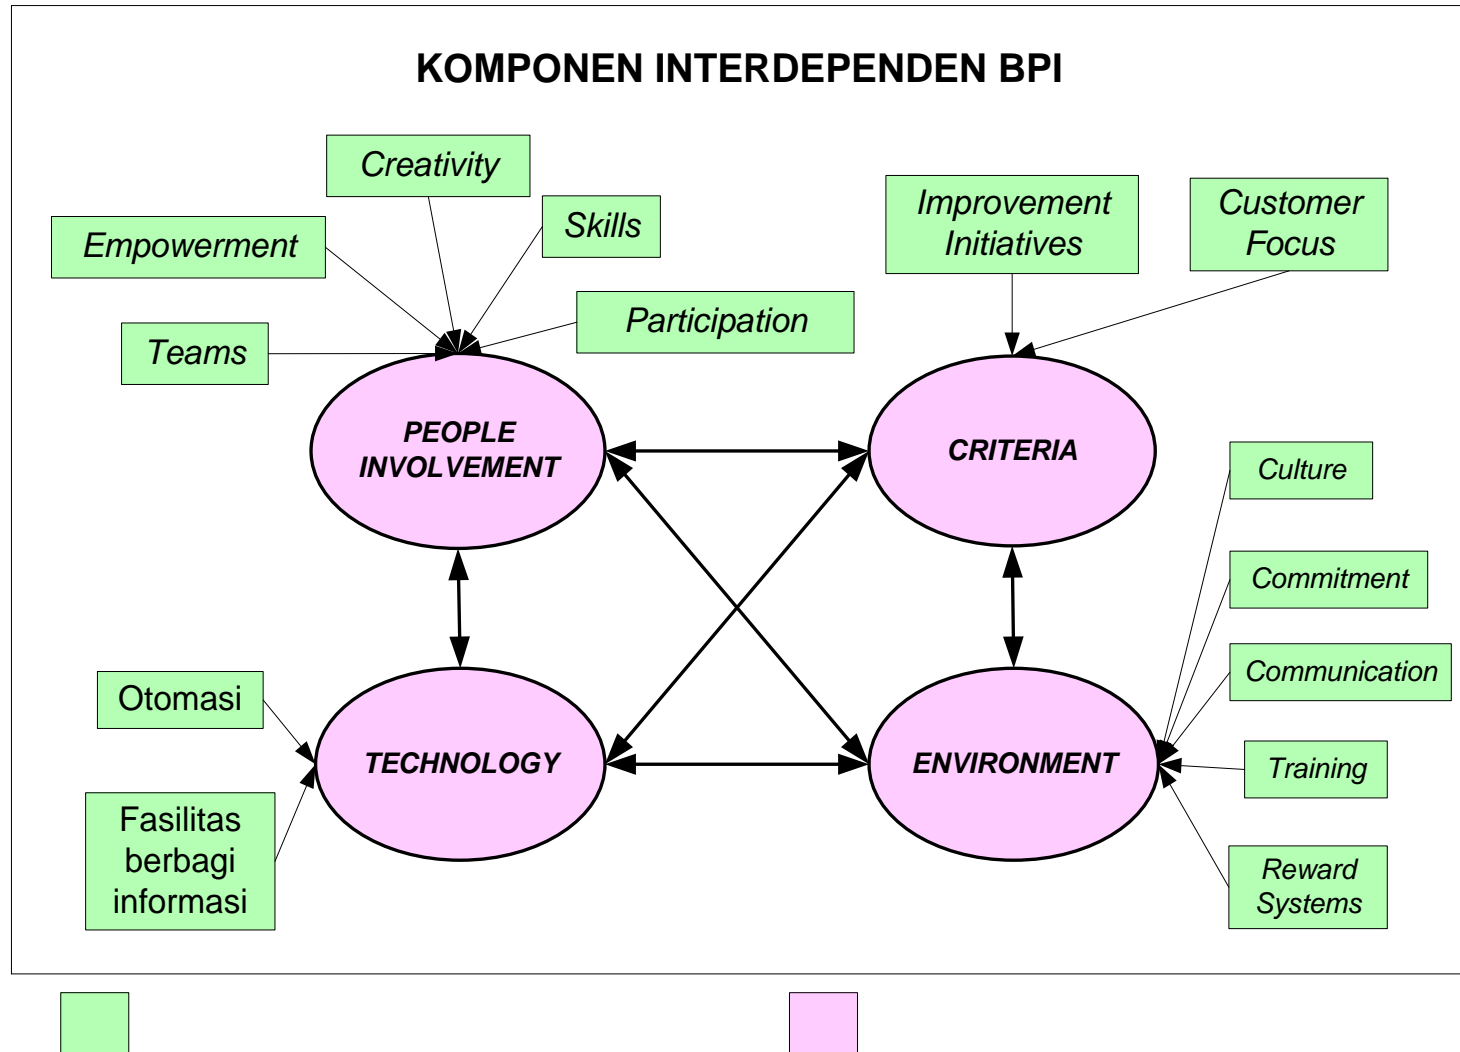 KOMPONEN INTERDEPENDEN BPI
Creativity
Skills
Empowerment
Participation
Teams
Improvement
Initiatives
Customer
Focus
PEOPLE
INVOLVEMENT
CRITERIA
Culture
Commitment
Communication
Training
Reward
Systems
Otomasi
Fasilitas
berbagi
informasi
TECHNOLOGY
ENVIRONMENT